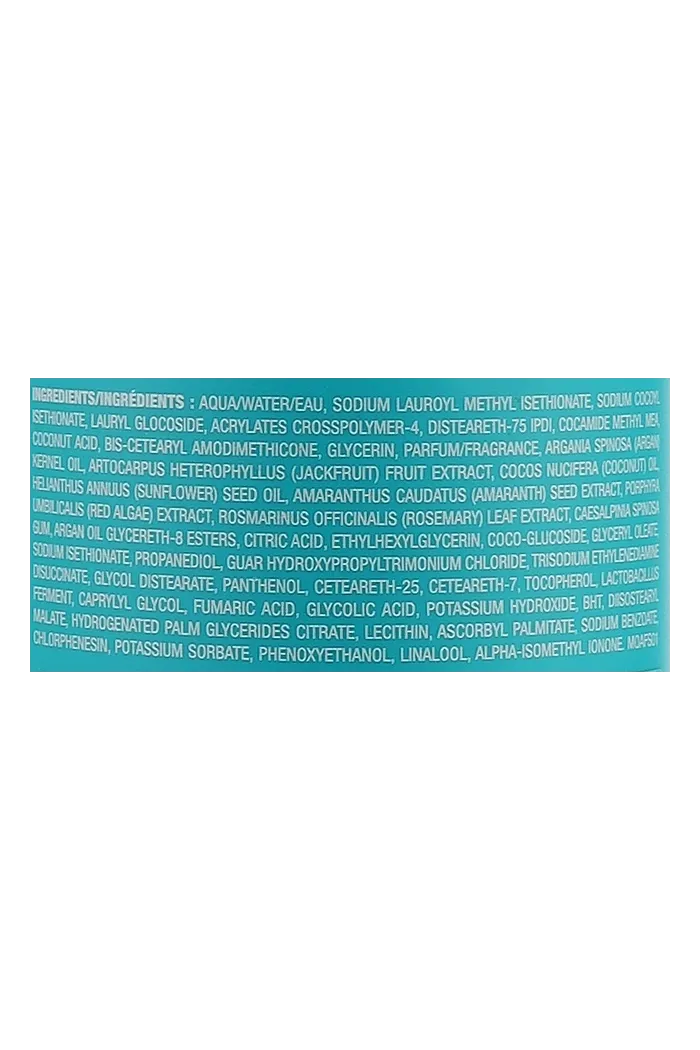 INGREDIENTS/INGRÉDIENTS : AQUA/WATER/EAU, SODIUM LAUROYL METHYL ISETHIONATE, SODIUM COCOYL
ISETHIONATE, LAURYL GLOCOSIDE, ACRYLATES CROSSPOLYMER-4, DISTEARETH-75 IPDI, COCAMIDE METHYL MEA,
COCONUT ACID, BIS-CETEARYL AMODIMETHICONE, GLYCERIN, PARFUM/FRAGRANCE, ARGANIA SPINOSA (ARGAN)
KERNEL OIL, ARTOCARPUS HETEROPHYLLUS (JACKFRUIT) FRUIT EXTRACT, COCOS NUCIFERA (COCONUT) OIL,
HELIANTHUS ANNUUS (SUNFLOWER) SEED OIL, AMARANTHUS CAUDATUS (AMARANTH) SEED EXTRACT, PORPHYRA
UMBILICALIS (RED ALGAE) EXTRACT, ROSMARINUS OFFICINALIS (ROSEMARY) LEAF EXTRACT, CAESALPINIA SPINOSA
GUM, ARGAN OIL GLYCERETH-8 ESTERS, CITRIC ACID, ETHYLHEXYLGLYCERIN, COCO-GLUCOSIDE, GLYCERYL OLEATE,
SODIUM ISETHIONATE, PROPANEDIOL, GUAR HYDROXYPROPYLTRIMONIUM CHLORIDE, TRISODIUM ETHYLENEDIAMINE
DISUCCINATE, GLYCOL DISTEARATE, PANTHENOL, CETEARETH-25, CETEARETH-7, TOCOPHEROL, LACTOBACILLUS
FERMENT, CAPRYLYL GLYCOL, FUMARIC ACID, GLYCOLIC ACID, POTASSIUM HYDROXIDE, BHT, DIISOSTEARYL
MALATE, HYDROGENATED PALM GLYCERIDES CITRATE, LECITHIN, ASCORBYL PALMITATE, SODIUM BENZOATE,
CHLORPHENESIN, POTASSIUM SORBATE, PHENOXYETHANOL, LINALOOL, ALPHA-ISOMETHYL IONONE. MOAFS01